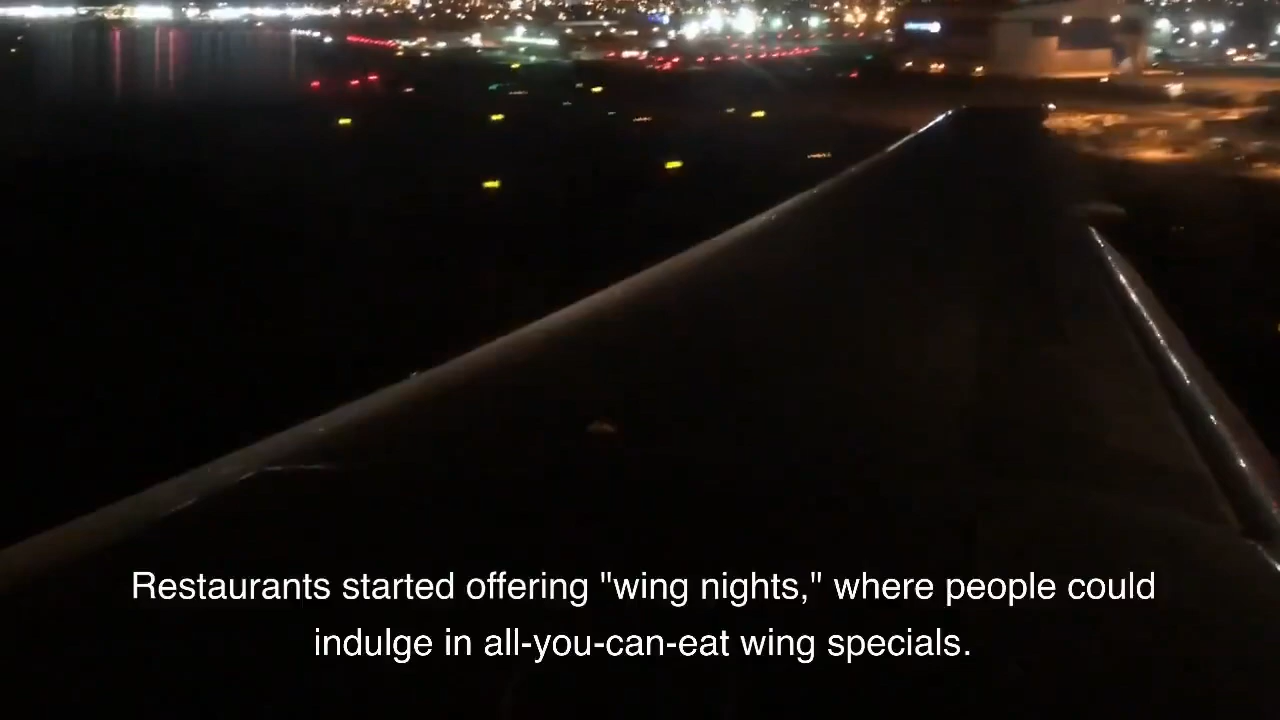 Restaurants started offering "wing nights," where people could
indulge in all-you-can-eat wing specials.